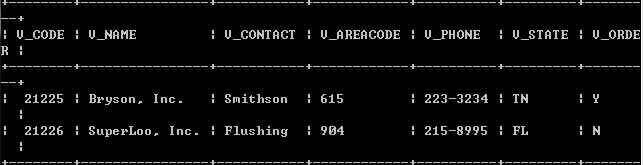 +--------+----------------+-----------+------------+----------+---------+-------
--+
| V_CODE | V_NAME         | V_CONTACT | V_AREACODE | V_PHONE  | V_STATE | V_ORDE
R |
+--------+----------------+-----------+------------+----------+---------+-------
--+
|  21225 | Bryson, Inc.   | Smithson  | 615        | 223-3234 | TN      | Y
  |
|  21226 | SuperLoo, Inc. | Flushing  | 904        | 215-8995 | FL      | N
  |
+--------+----------------+-----------+------------+----------+---------+-------